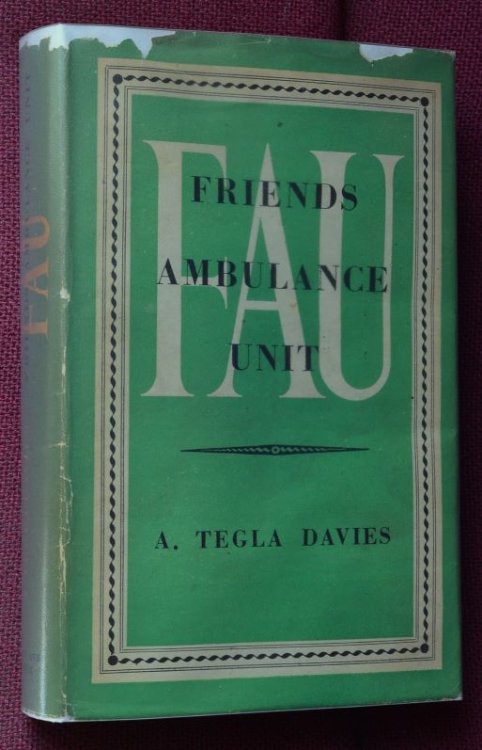 FAU
FRIENDS
AMBULANCE
UNIT
A. TEGLA DAVIES
FAU